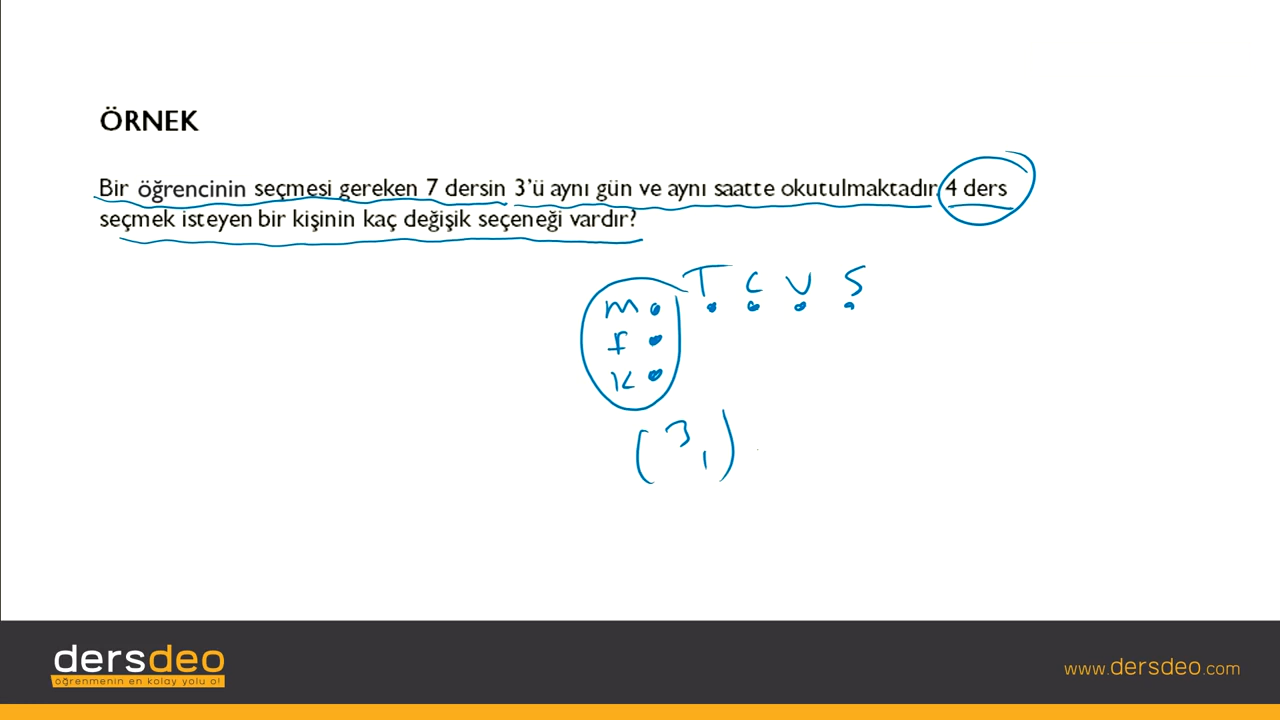 ÖRNEK
Bir öğrencinin seçmesi gereken 7 dersin 3'ü aynı gün ve aynı saatte okutulmaktadır. 4 ders
seçmek isteyen bir kişinin kaç değişik seçeneği vardır?
T C V S
m
f
k
(3 1)
dersdeo
öğrenmenin en kolay yolu o!
www.dersdeo.com